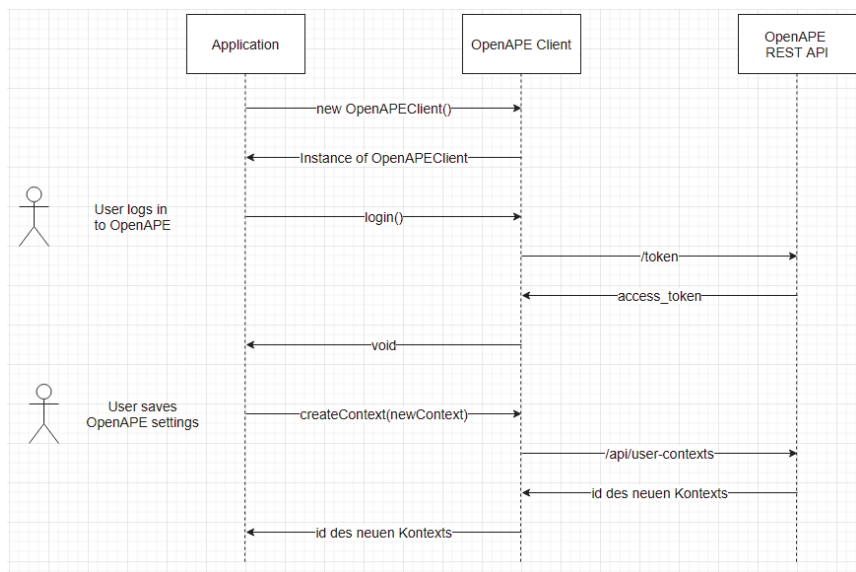 Application
OpenAPE Client
OpenAPE
REST API
new OpenAPEClient()
Instance of OpenAPEClient
User logs in
to OpenAPE
login()
/token
access_token
void
User saves
OpenAPE settings
createContext(newContext)
/api/user-contexts
id des neuen Kontexts
id des neuen Kontexts